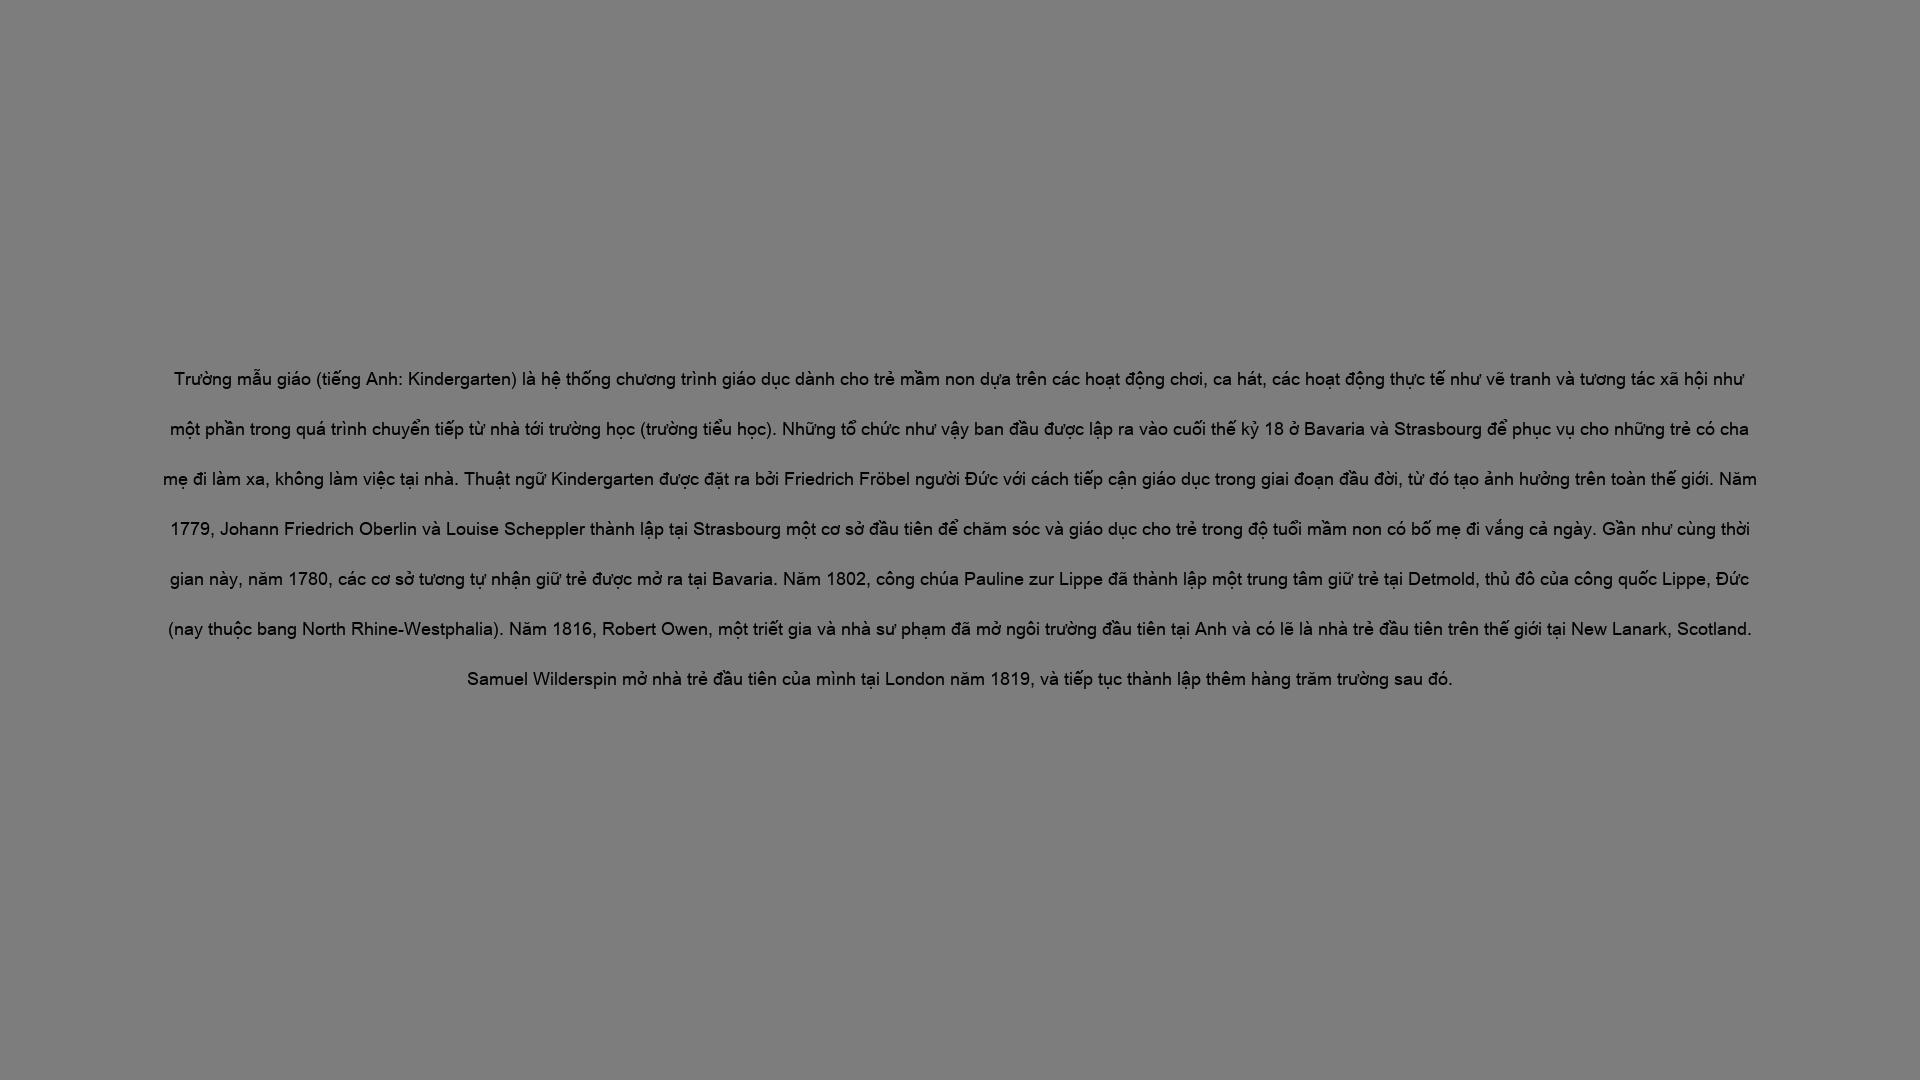 Trường mẫu giáo (tiếng Anh: Kindergarten) là hệ thống chương trình giáo dục dành cho trẻ mầm non dựa trên các hoạt động chơi, ca hát, các hoạt động thực tế như vẽ tranh và tương tác xã hội như
một phần trong quá trình chuyển tiếp từ nhà tới trường học (trường tiểu học). Những tổ chức như vậy ban đầu được lập ra vào cuối thế kỷ 18 ở Bavaria và Strasbourg để phục vụ cho những trẻ có cha
mẹ đi làm xa, không làm việc tại nhà. Thuật ngữ Kindergarten được đặt ra bởi Friedrich Fröbel người Đức với cách tiếp cận giáo dục trong giai đoạn đầu đời, từ đó tạo ảnh hưởng trên toàn thế giới. Năm
1779, Johann Friedrich Oberlin và Louise Scheppler thành lập tại Strasbourg một cơ sở đầu tiên để chăm sóc và giáo dục cho trẻ trong độ tuổi mầm non có bố mẹ đi vắng cả ngày. Gần như cùng thời
gian này, năm 1780, các cơ sở tương tự nhận giữ trẻ được mở ra tại Bavaria. Năm 1802, công chúa Pauline zur Lippe đã thành lập một trung tâm giữ trẻ tại Detmold, thủ đô của công quốc Lippe, Đức
(nay thuộc bang North Rhine-Westphalia). Năm 1816, Robert Owen, một triết gia và nhà sư phạm đã mở ngôi trường đầu tiên tại Anh và có lẽ là nhà trẻ đầu tiên trên thế giới tại New Lanark, Scotland.
Samuel Wilderspin mở nhà trẻ đầu tiên của mình tại London năm 1819, và tiếp tục thành lập thêm hàng trăm trường sau đó.